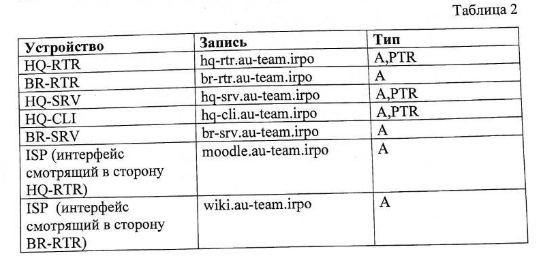 Таблица 2
Устройство Запись Тип
HQ-RTR hq-rtr.au-team.irpo A,PTR
BR-RTR br-rtr.au-team.irpo A
HQ-SRV hq-srv.au-team.irpo A,PTR
HQ-CLI hq-cli.au-team.irpo A,PTR
BR-SRV br-srv.au-team.irpo A
ISP (интерфейс moodle.au-team.irpo A
смотрящий в сторону
HQ-RTR)
ISP (интерфейс wiki.au-team.irpo A
смотрящий в сторону
BR-RTR)